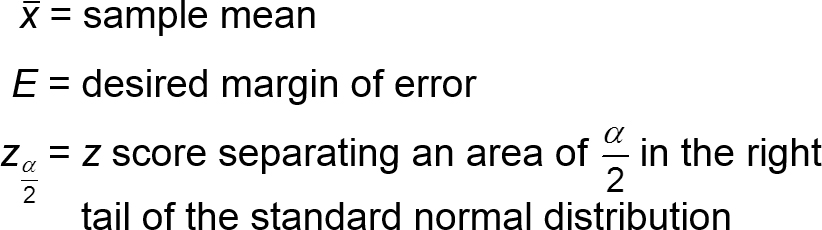 x̄ = sample mean
E = desired margin of error
z_{α/2} = z score separating an area of α/2 in the right
tail of the standard normal distribution